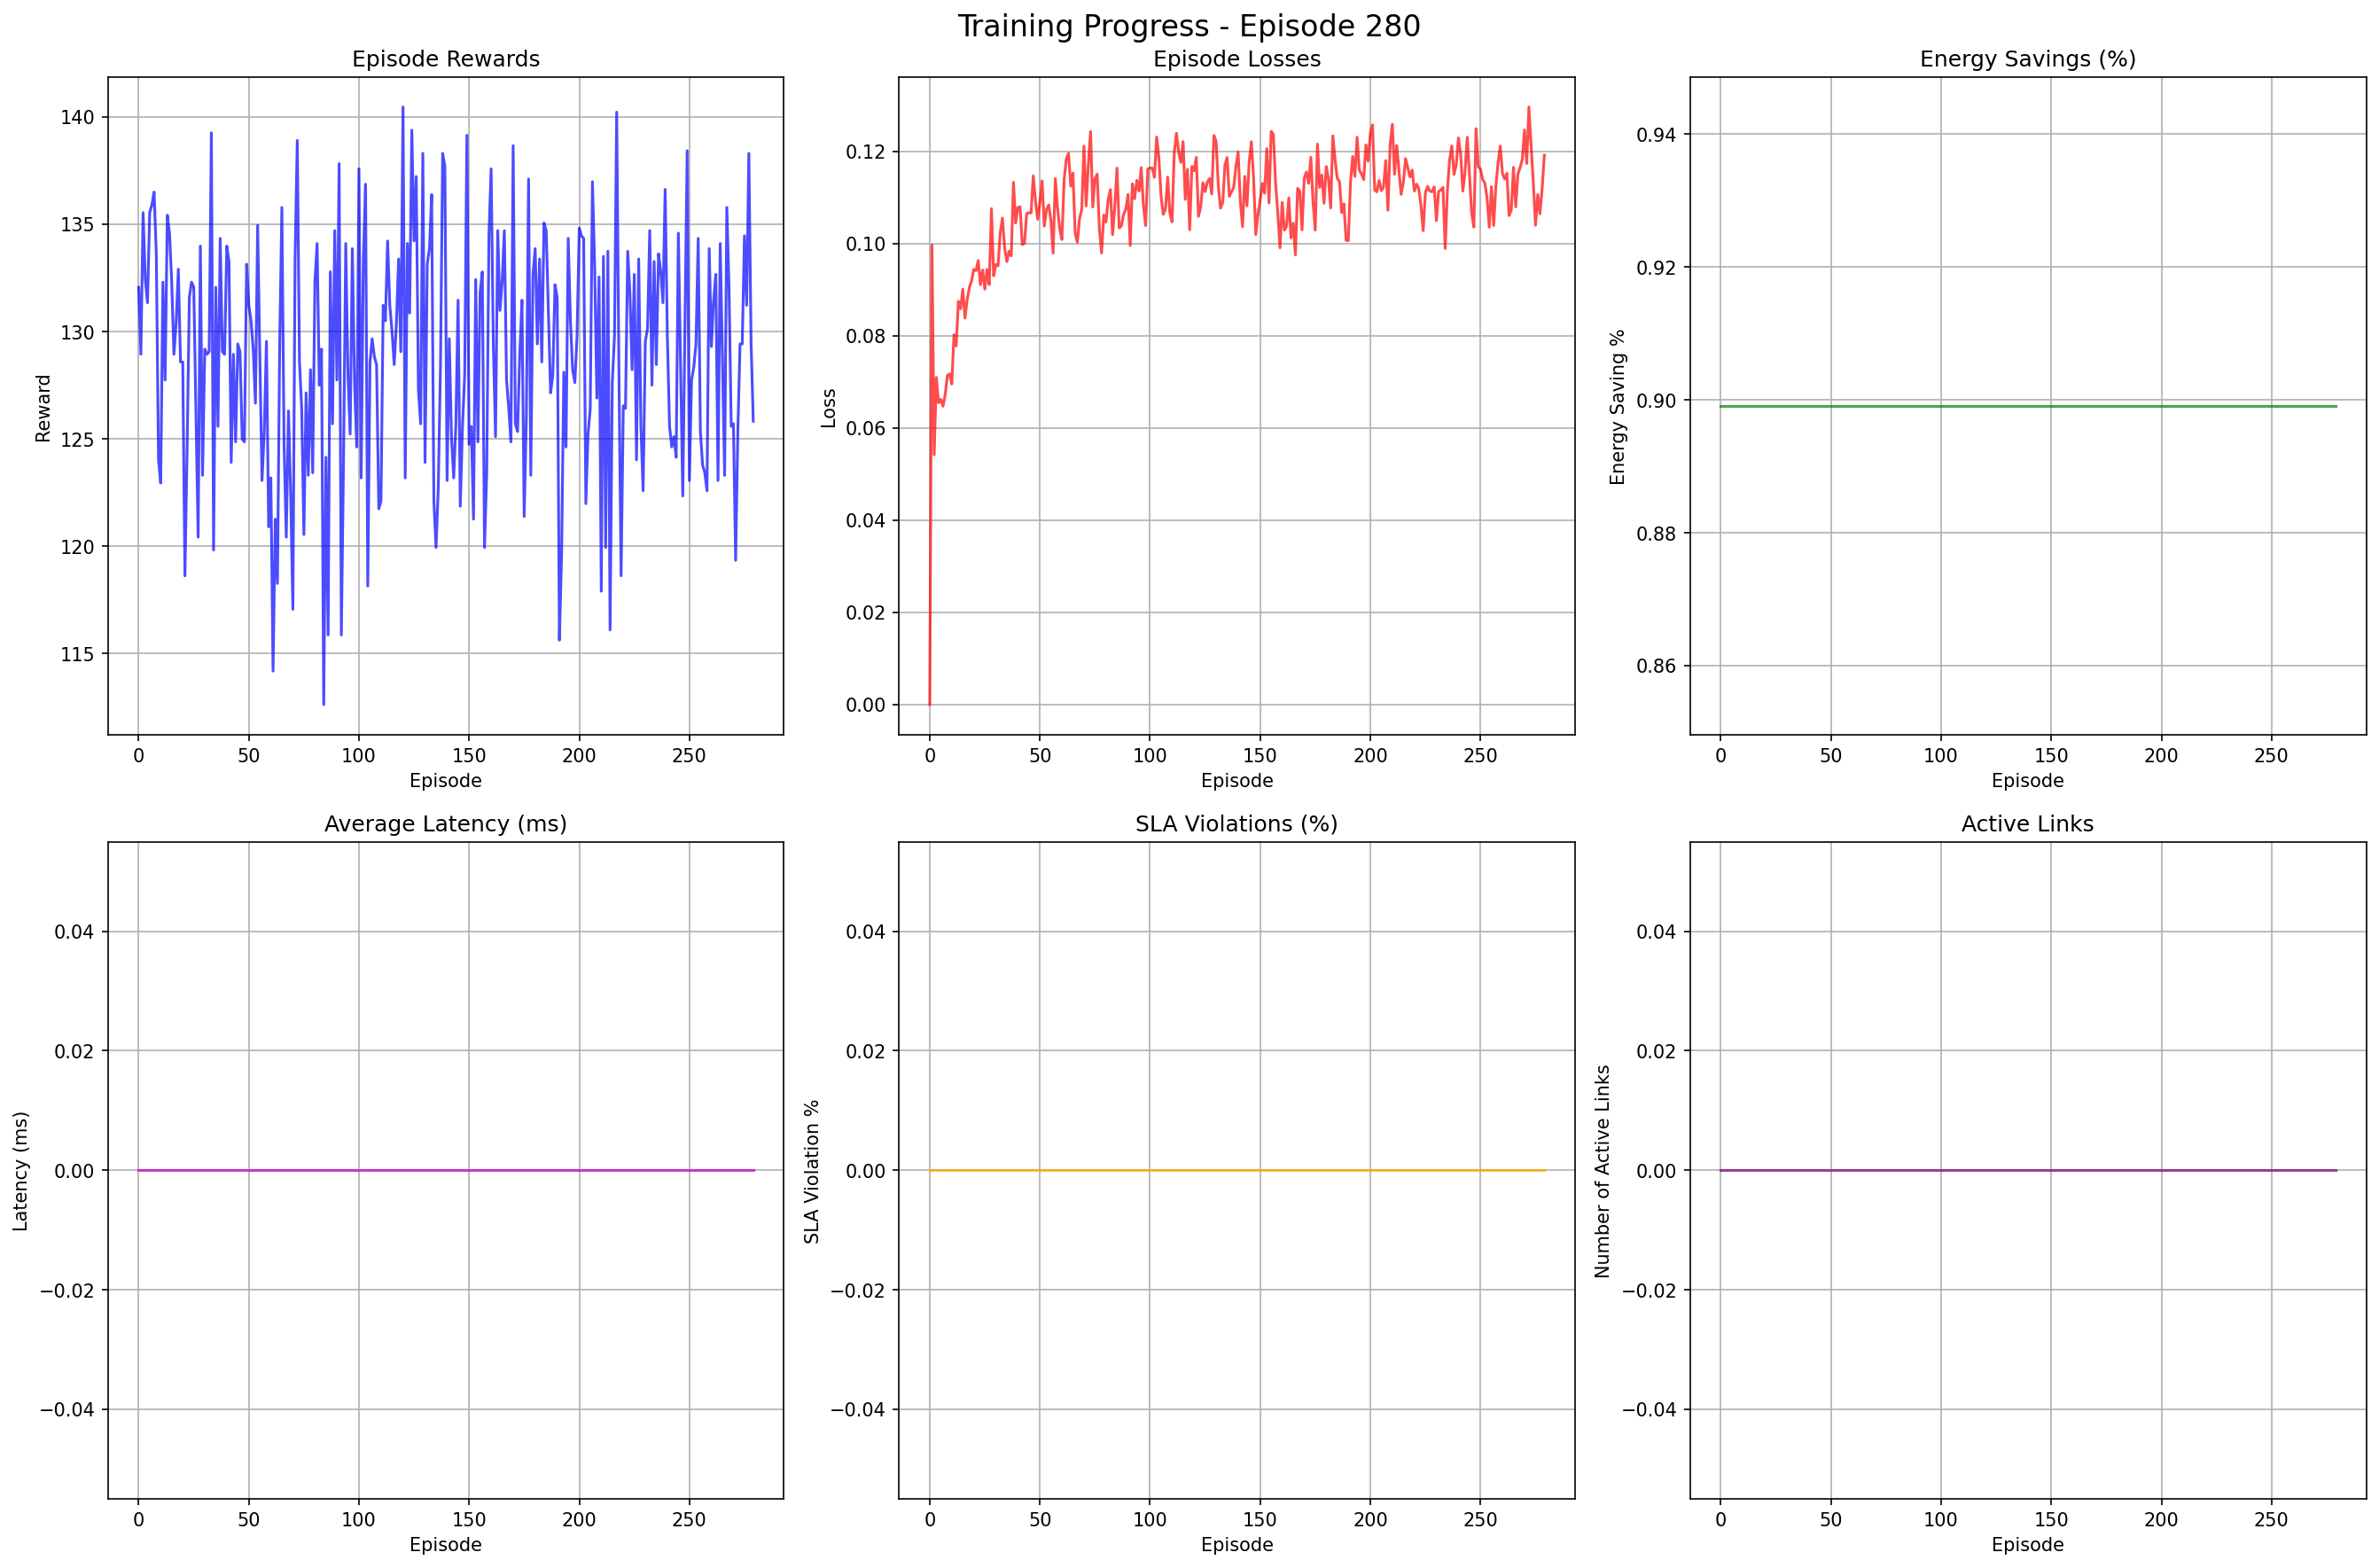 Training Progress - Episode 280
Episode Rewards
Reward
140
135
130
125
120
115
0 50 100 150 200 250
Episode
Episode Losses
Loss
0.12
0.10
0.08
0.06
0.04
0.02
0.00
0 50 100 150 200 250
Episode
Energy Savings (%)
Energy Saving %
0.94
0.92
0.90
0.88
0.86
0 50 100 150 200 250
Episode
Average Latency (ms)
Latency (ms)
0.04
0.02
0.00
−0.02
−0.04
0 50 100 150 200 250
Episode
SLA Violations (%)
SLA Violation %
0.04
0.02
0.00
−0.02
−0.04
0 50 100 150 200 250
Episode
Active Links
Number of Active Links
0.04
0.02
0.00
−0.02
−0.04
0 50 100 150 200 250
Episode